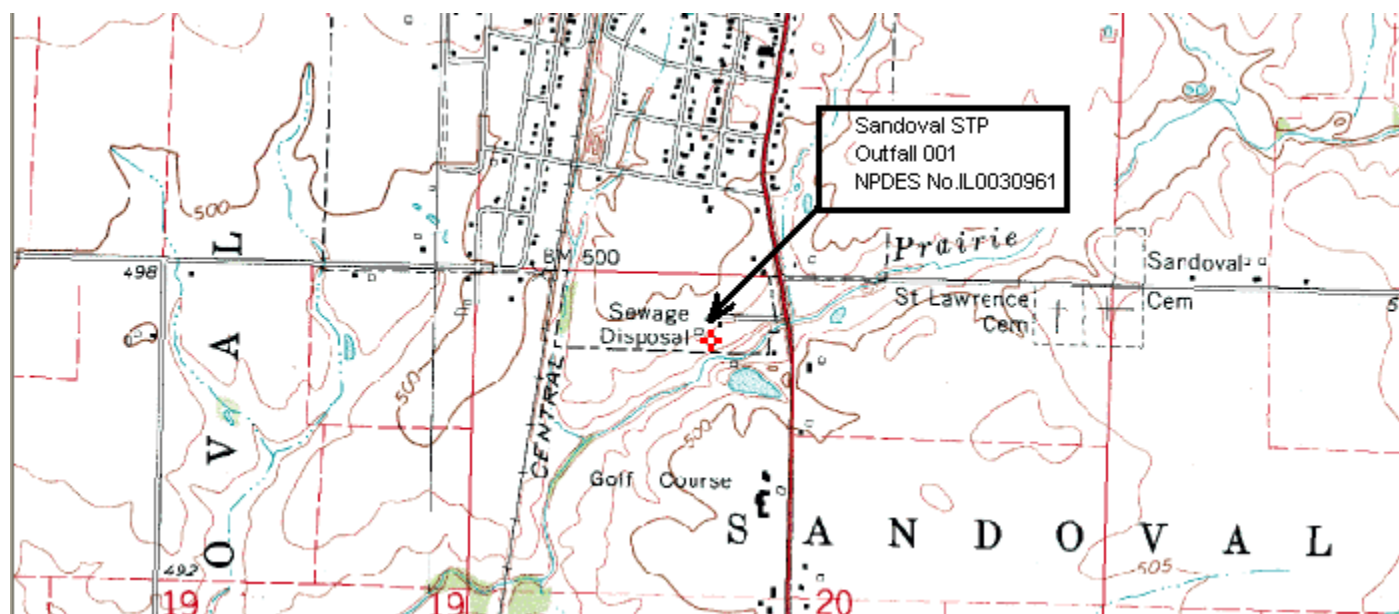 Sandoval STP
Outfall 001
NPDES No.IL0030961
500
O V A L
498
BM 500
Prairie
Sandoval
Cem
St Lawrence
Cem
Sewage
Disposal
500
CENTRAL
500
Golf Course
S A N D O V A L
492
505
19
19
20